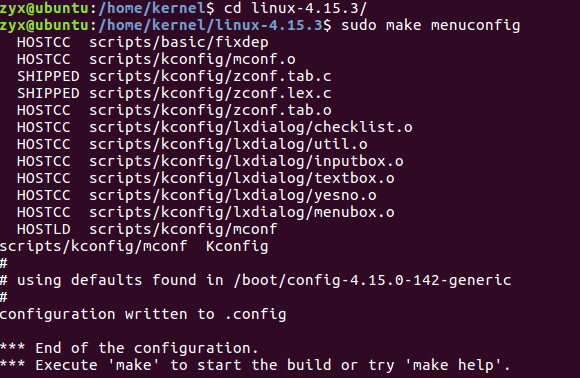 zyx@ubuntu:/home/kernel$ cd linux-4.15.3/
zyx@ubuntu:/home/kernel/linux-4.15.3$ sudo make menuconfig
  HOSTCC  scripts/basic/fixdep
  HOSTCC  scripts/kconfig/mconf.o
  SHIPPED scripts/kconfig/zconf.tab.c
  SHIPPED scripts/kconfig/zconf.lex.c
  HOSTCC  scripts/kconfig/zconf.tab.o
  HOSTCC  scripts/kconfig/lxdialog/checklist.o
  HOSTCC  scripts/kconfig/lxdialog/util.o
  HOSTCC  scripts/kconfig/lxdialog/inputbox.o
  HOSTCC  scripts/kconfig/lxdialog/textbox.o
  HOSTCC  scripts/kconfig/lxdialog/yesno.o
  HOSTCC  scripts/kconfig/lxdialog/menubox.o
  HOSTLD  scripts/kconfig/mconf
scripts/kconfig/mconf  Kconfig
#
# using defaults found in /boot/config-4.15.0-142-generic
#
configuration written to .config

*** End of the configuration.
*** Execute 'make' to start the build or try 'make help'.